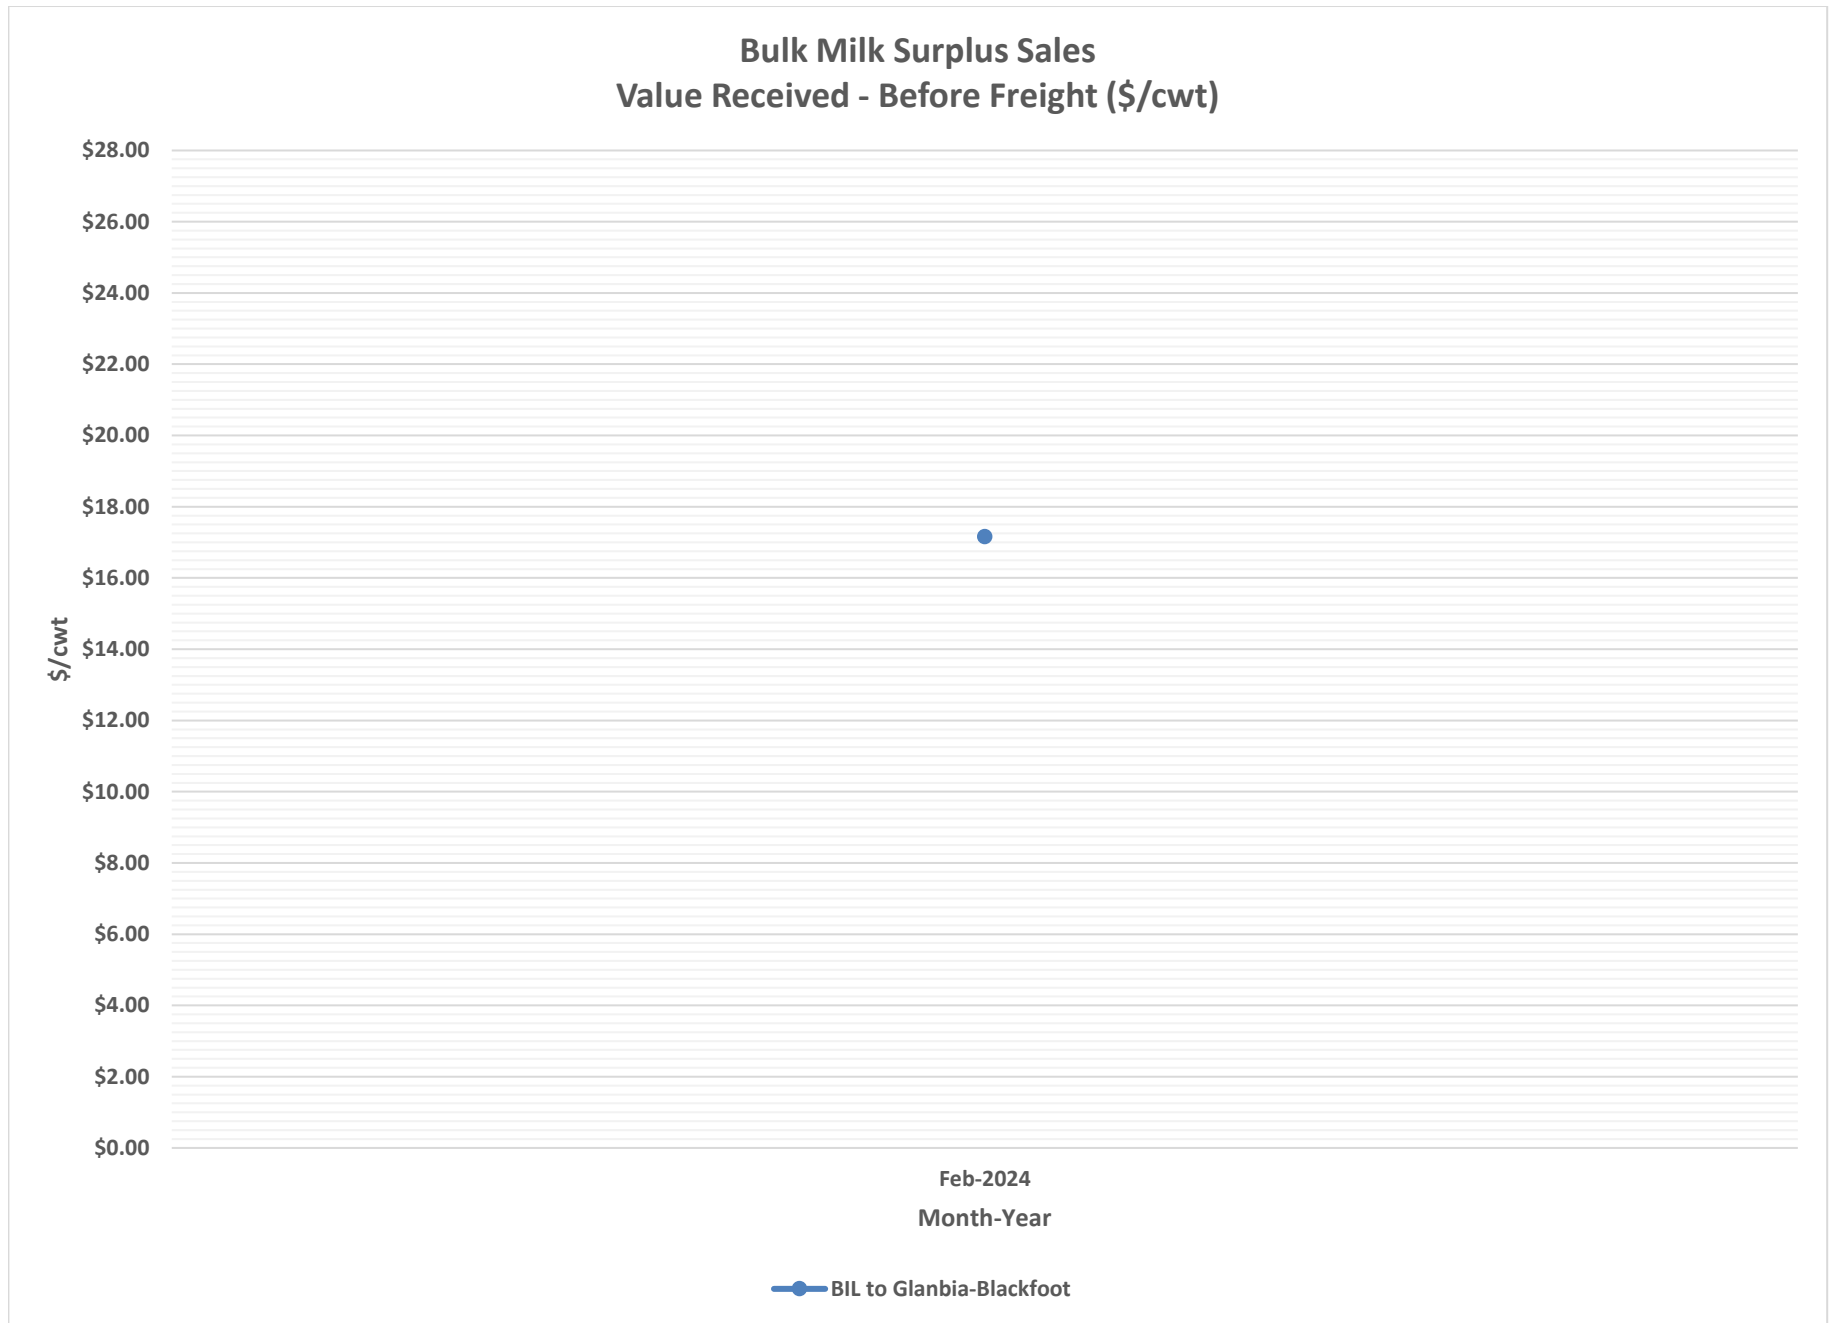 Bulk Milk Surplus Sales
Value Received - Before Freight ($/cwt)
$28.00
$26.00
$24.00
$22.00
$20.00
$18.00
$16.00
$14.00
$12.00
$10.00
$8.00
$6.00
$4.00
$2.00
$0.00
$/cwt
Feb-2024
Month-Year
BIL to Glanbia-Blackfoot